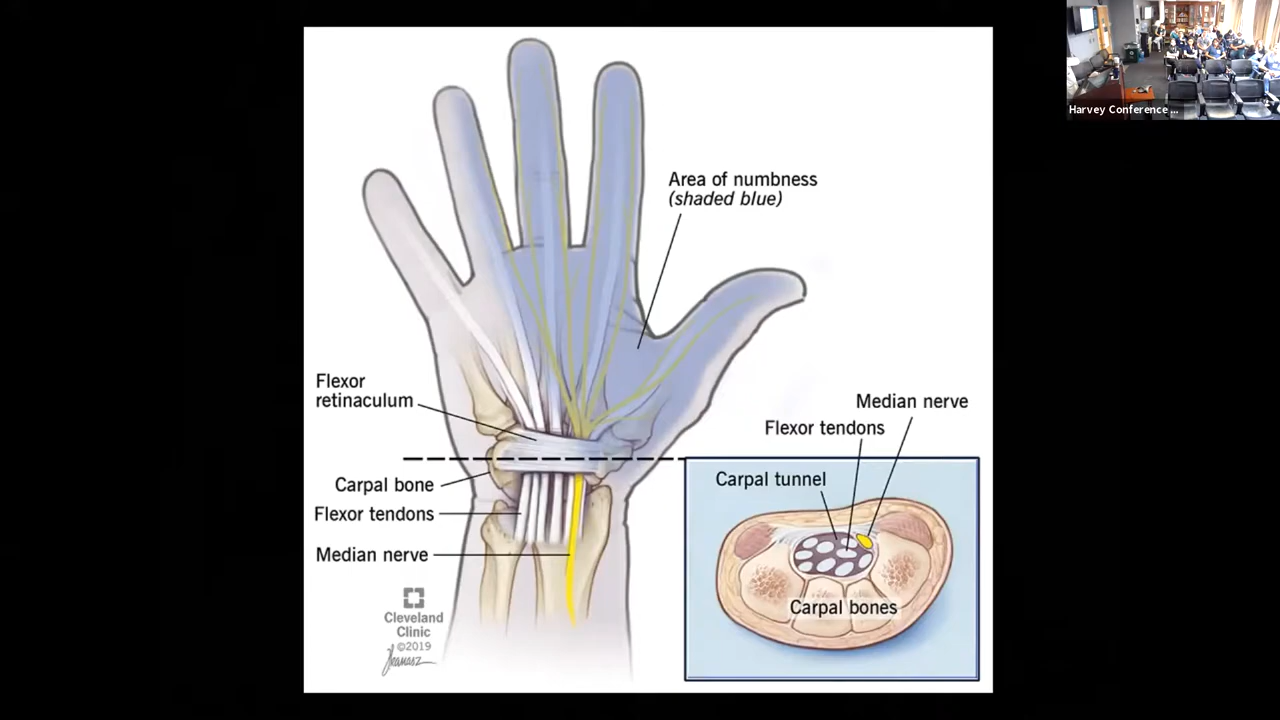 Harvey Conference ...
Area of numbness
(shaded blue)
Flexor
retinaculum
Carpal bone
Flexor tendons
Median nerve
Median nerve
Flexor tendons
Carpal tunnel
Carpal bones
Cleveland
Clinic
©2019